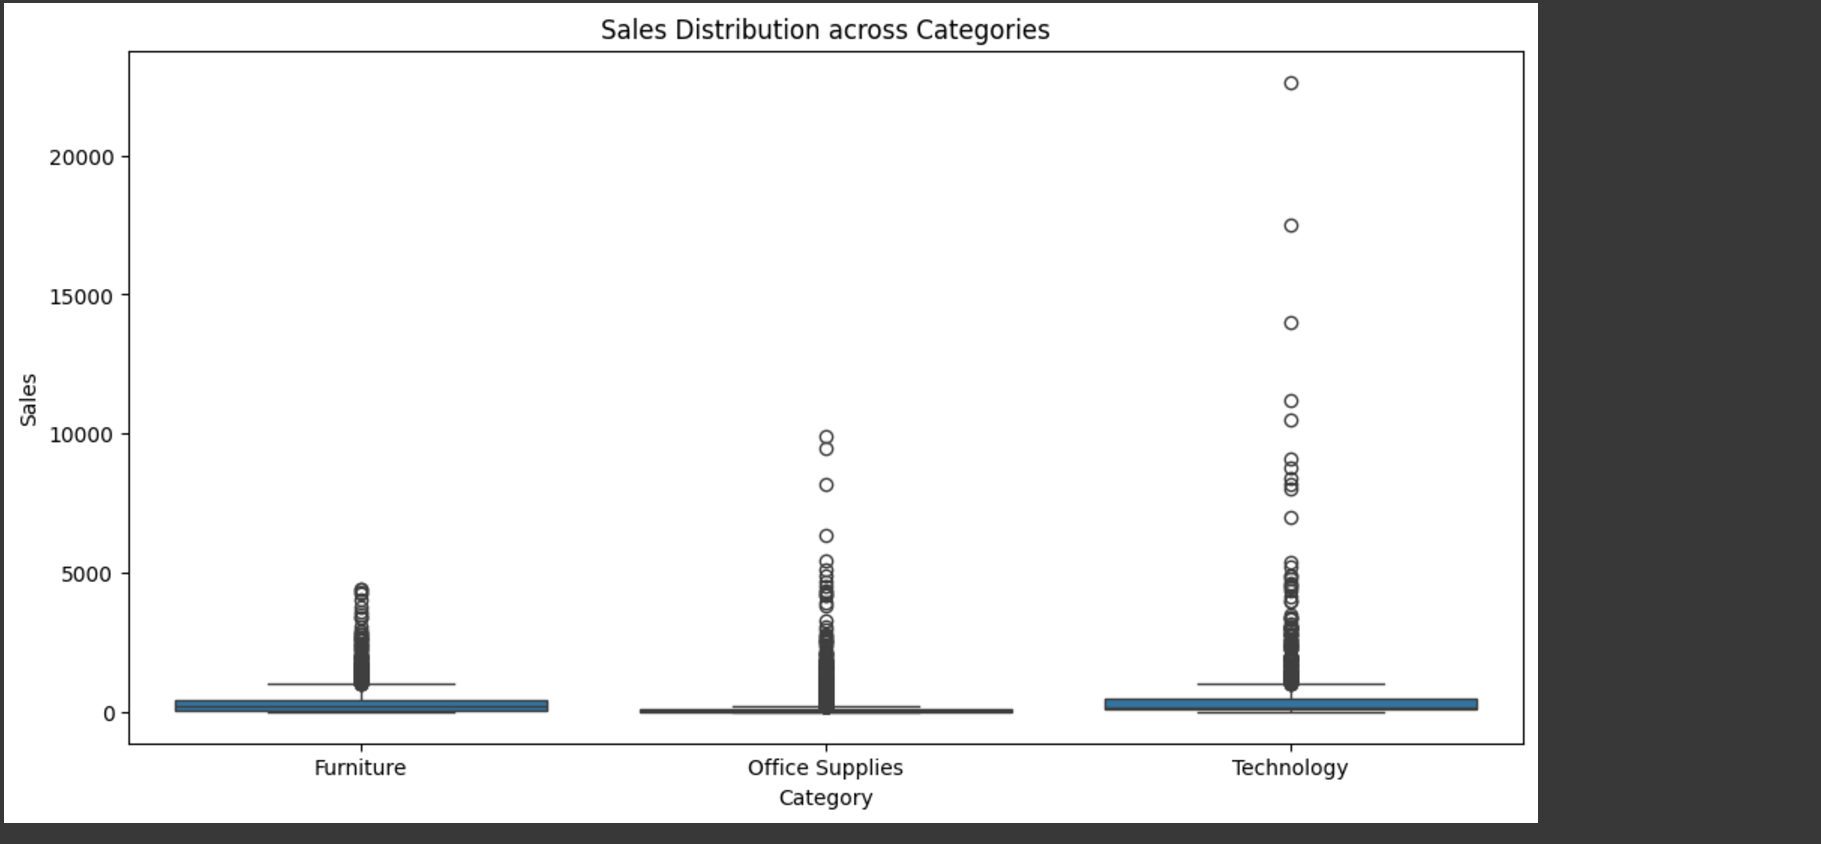 Sales Distribution across Categories
20000
15000
10000
5000
0
Sales
Furniture
Office Supplies
Technology
Category